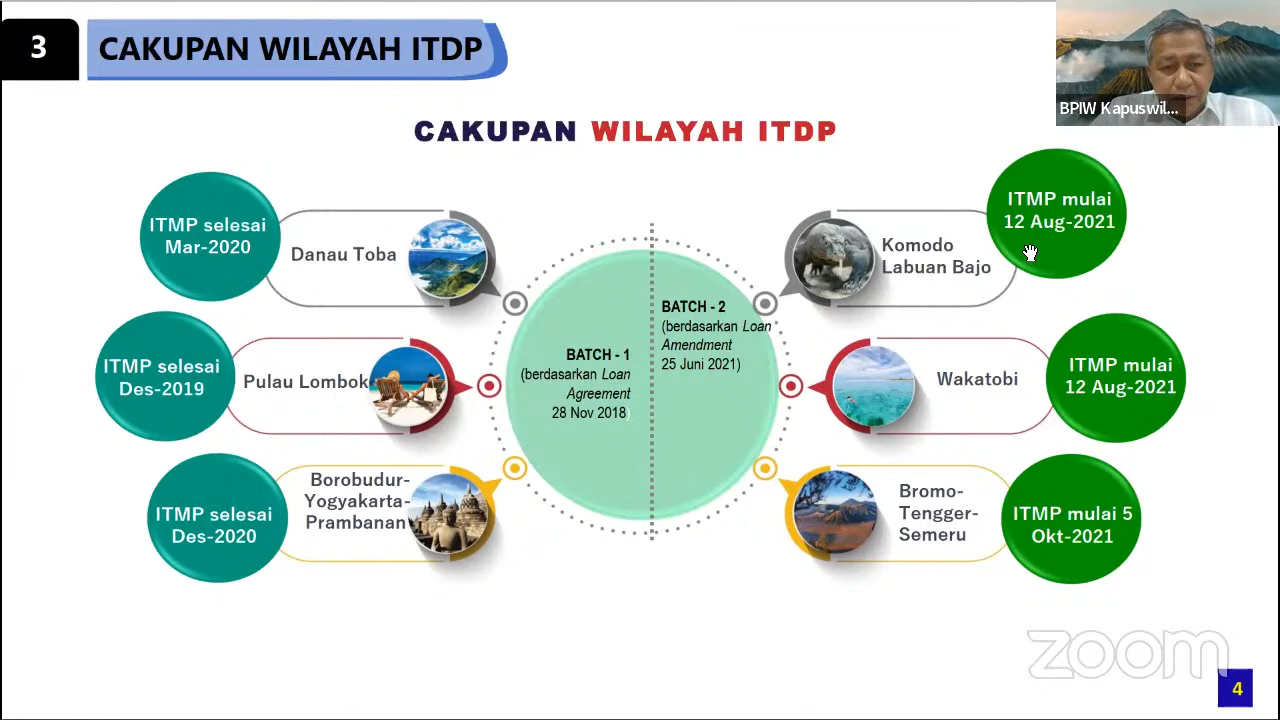 3
CAKUPAN WILAYAH ITDP
BPIW Kapuswil...
CAKUPAN WILAYAH ITDP
ITMP selesai
Mar-2020
Danau Toba
ITMP selesai
Des-2019
Pulau Lombok
ITMP selesai
Des-2020
Borobudur-
Yogyakarta-
Prambanan
BATCH - 1
(berdasarkan Loan
Agreement
28 Nov 2018)
BATCH - 2
(berdasarkan Loan
Amendment
25 Juni 2021)
Komodo
Labuan Bajo
ITMP mulai
12 Aug-2021
Wakatobi
ITMP mulai
12 Aug-2021
Bromo-
Tengger-
Semeru
ITMP mulai 5
Okt-2021
zoom
4